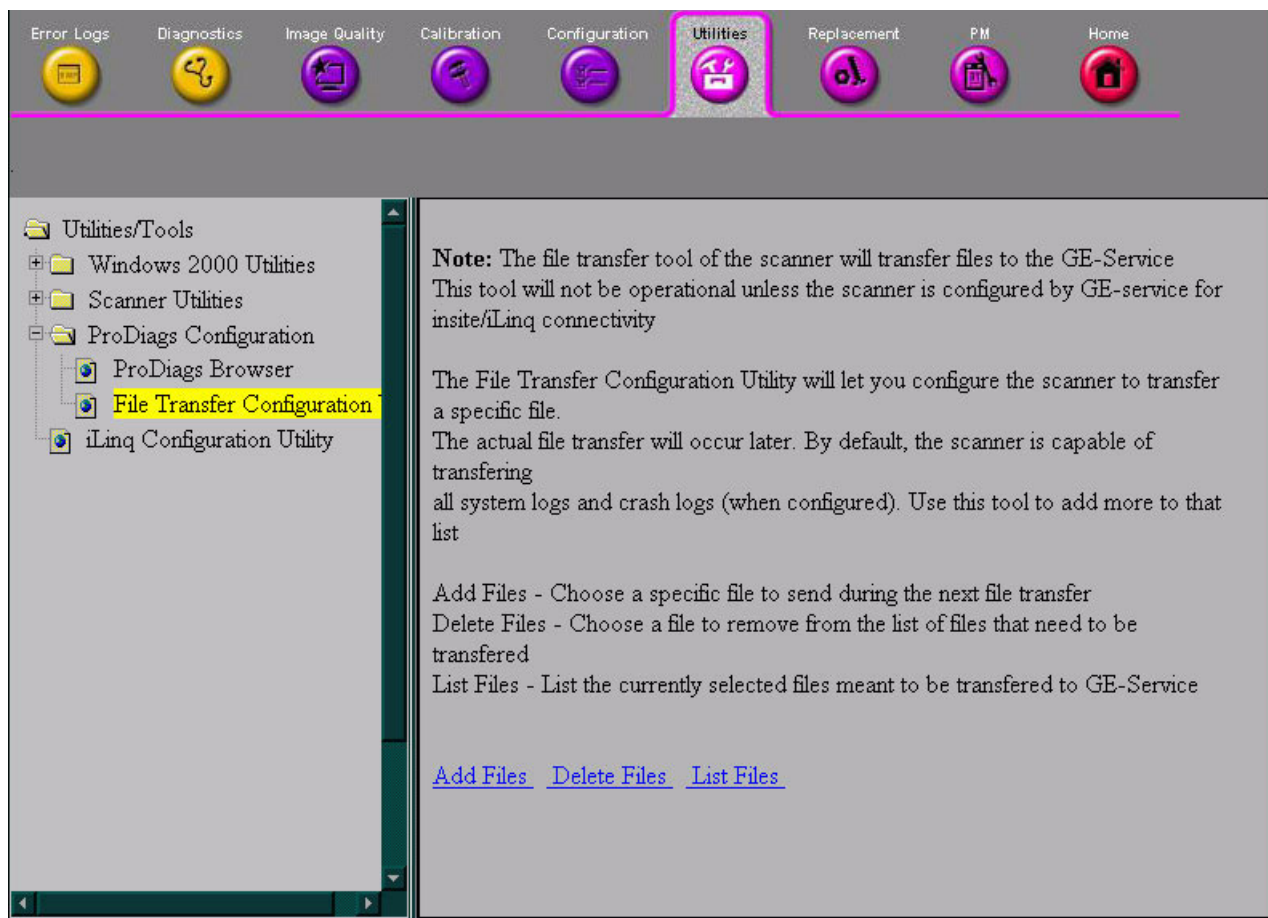 Error Logs
Diagnostics
Image Quality
Calibration
Configuration
Utilities
Replacement
PM
Home
Utilities/Tools
Windows 2000 Utilities
Scanner Utilities
ProDiags Configuration
ProDiags Browser
File Transfer Configuration
iLinq Configuration Utility
Note: The file transfer tool of the scanner will transfer files to the GE-Service
This tool will not be operational unless the scanner is configured by GE-service for
insite/iLinq connectivity
The File Transfer Configuration Utility will let you configure the scanner to transfer
a specific file.
The actual file transfer will occur later. By default, the scanner is capable of
transfering
all system logs and crash logs (when configured). Use this tool to add more to that
list
Add Files - Choose a specific file to send during the next file transfer
Delete Files - Choose a file to remove from the list of files that need to be
transfered
List Files - List the currently selected files meant to be transfered to GE-Service
Add Files Delete Files List Files